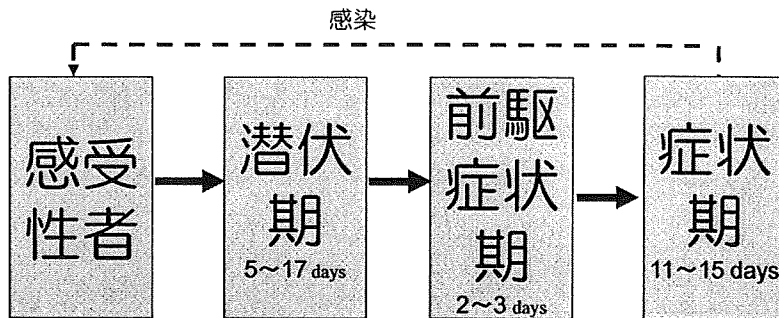 感染
感受
性者
潜伏
期
5～17 days
前駆
症状
期
2～3 days
症状
期
11～15 days